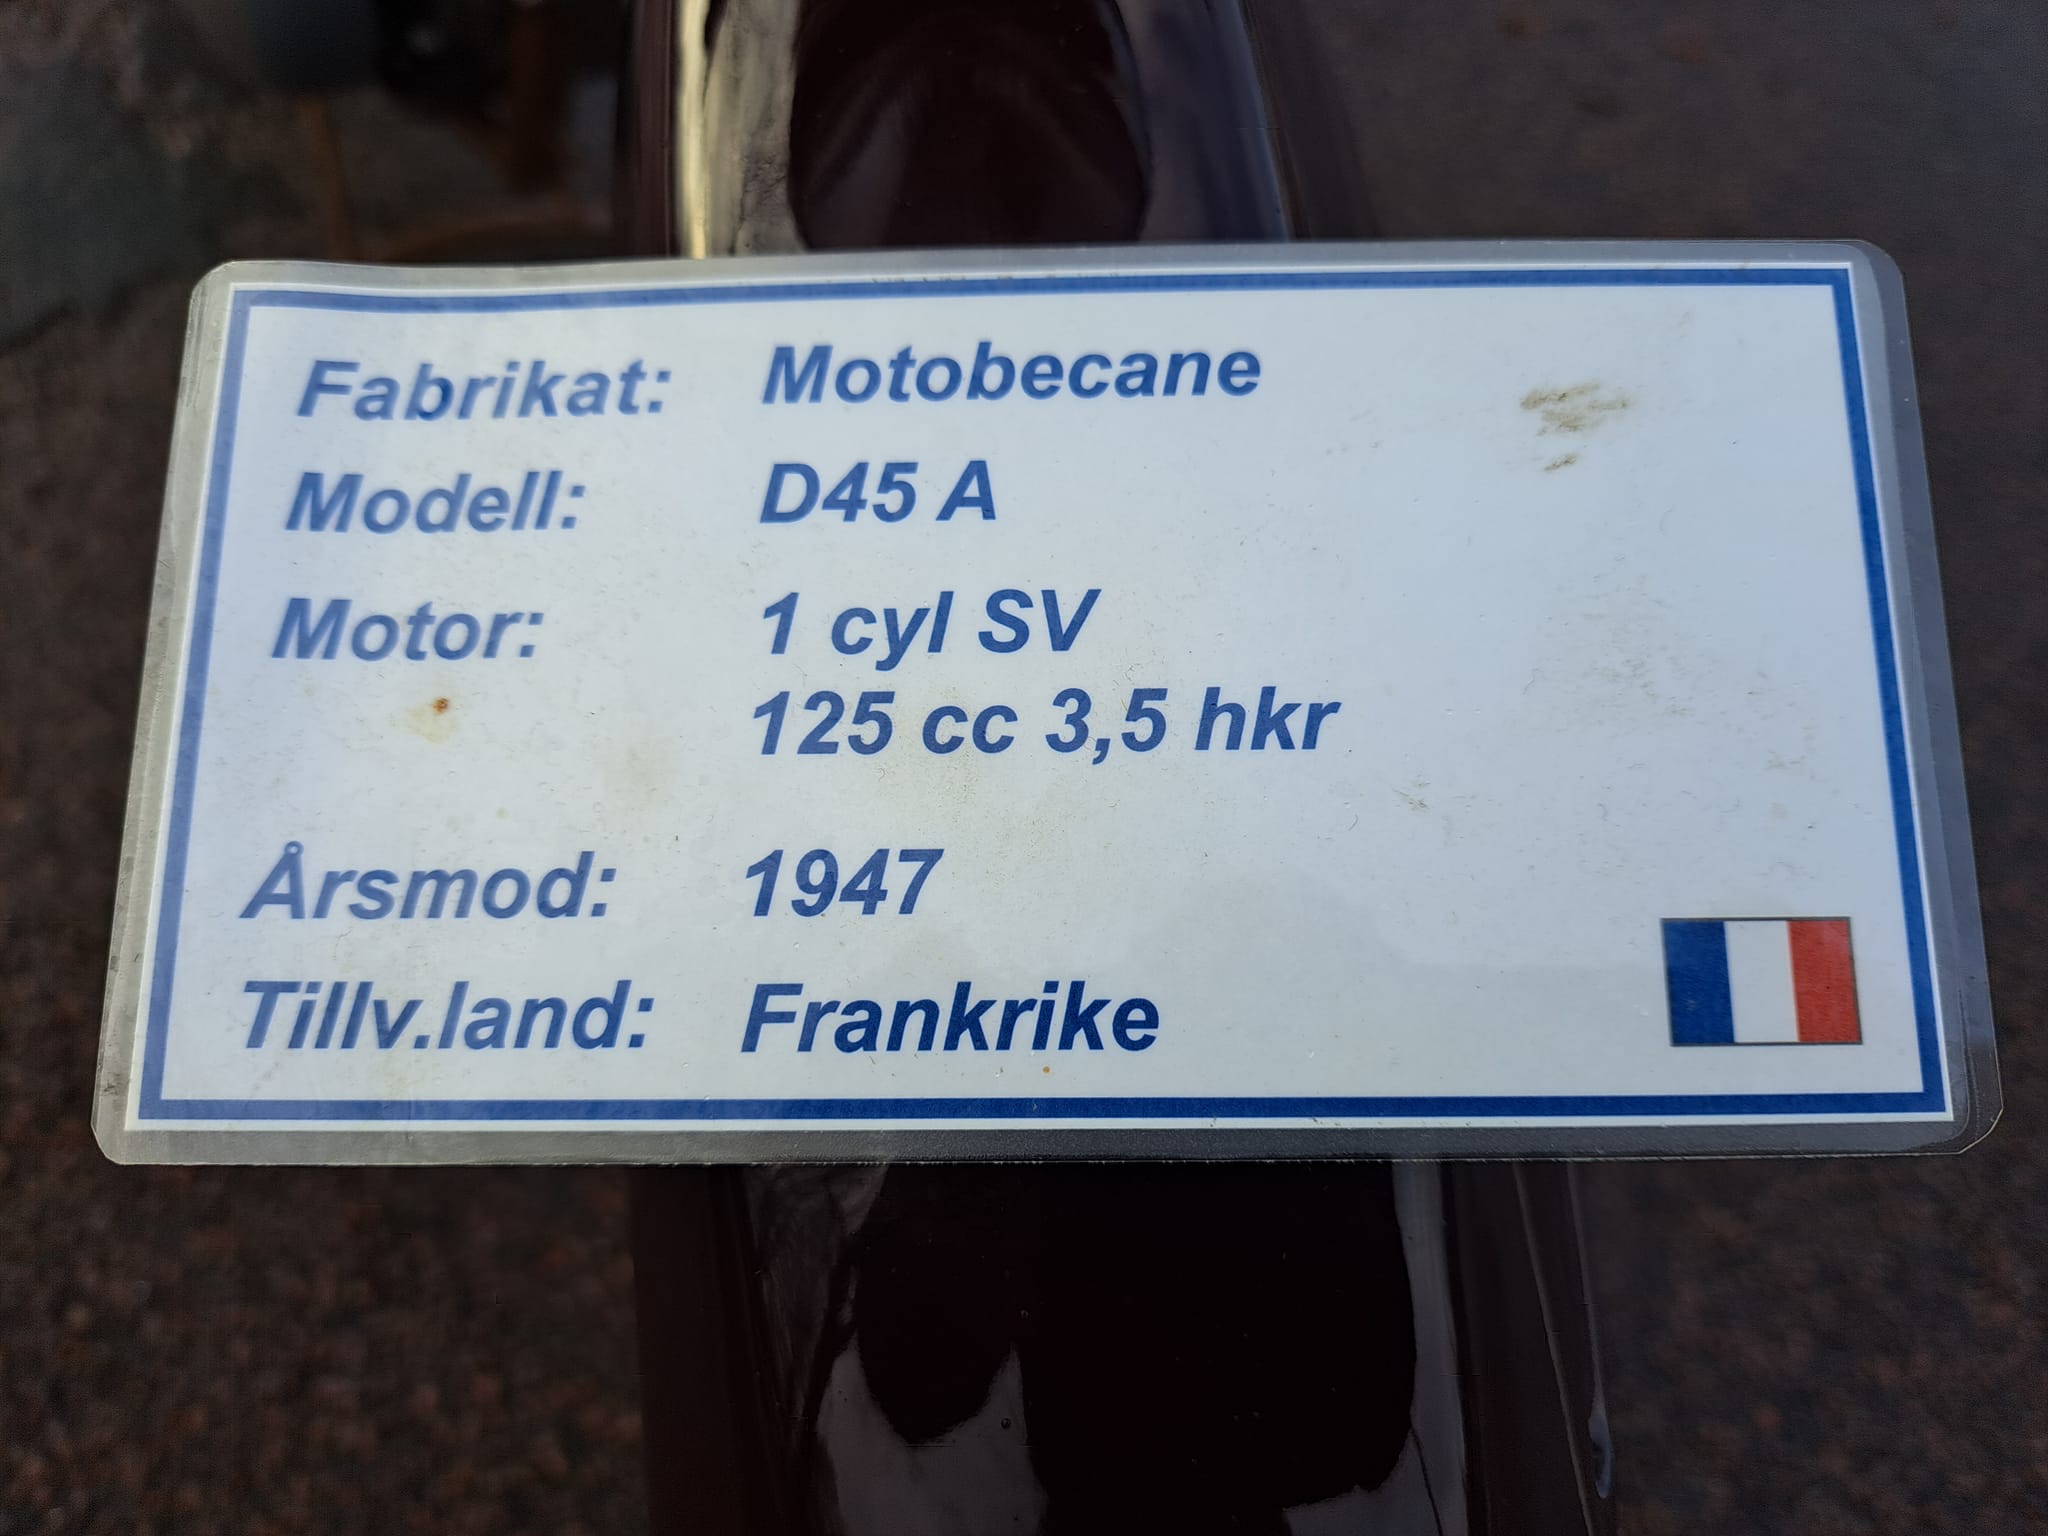 Fabrikat: Motobecane
Modell: D45 A
Motor: 1 cyl SV
125 cc 3,5 hkr
Årsmod: 1947
Tillv.land: Frankrike